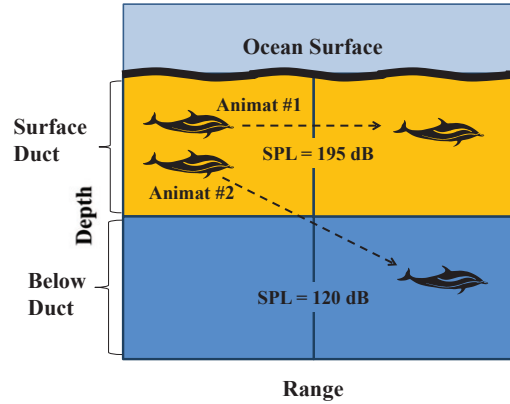 Ocean Surface
Animat #1
Surface
Duct
SPL = 195 dB
Animat #2
Depth
Below
Duct
SPL = 120 dB
Range